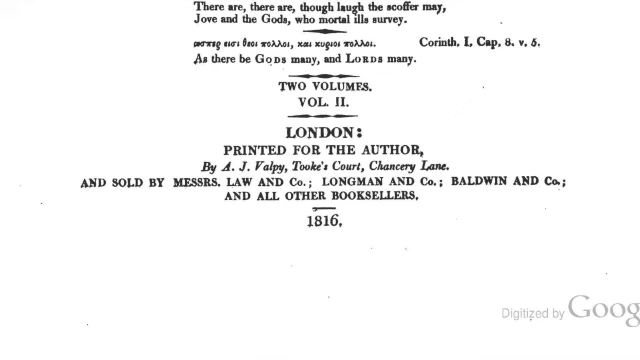 There are, there are, though laugh the scoffer may,
Jove and the Gods, who mortal ills survey.
ωσπερ εισι θεοι πολλοι, και κυριοι πολλοι. Corinth. I. Cap. 8. v. 5.
As there be GODS many, and LORDS many.
TWO VOLUMES.
VOL. II.
LONDON:
PRINTED FOR THE AUTHOR,
By A. J. Valpy, Tooke's Court, Chancery Lane.
AND SOLD BY MESSRS. LAW AND Co.; LONGMAN AND Co.; BALDWIN AND Co.;
AND ALL OTHER BOOKSELLERS.
1816.
Digitized by Goog